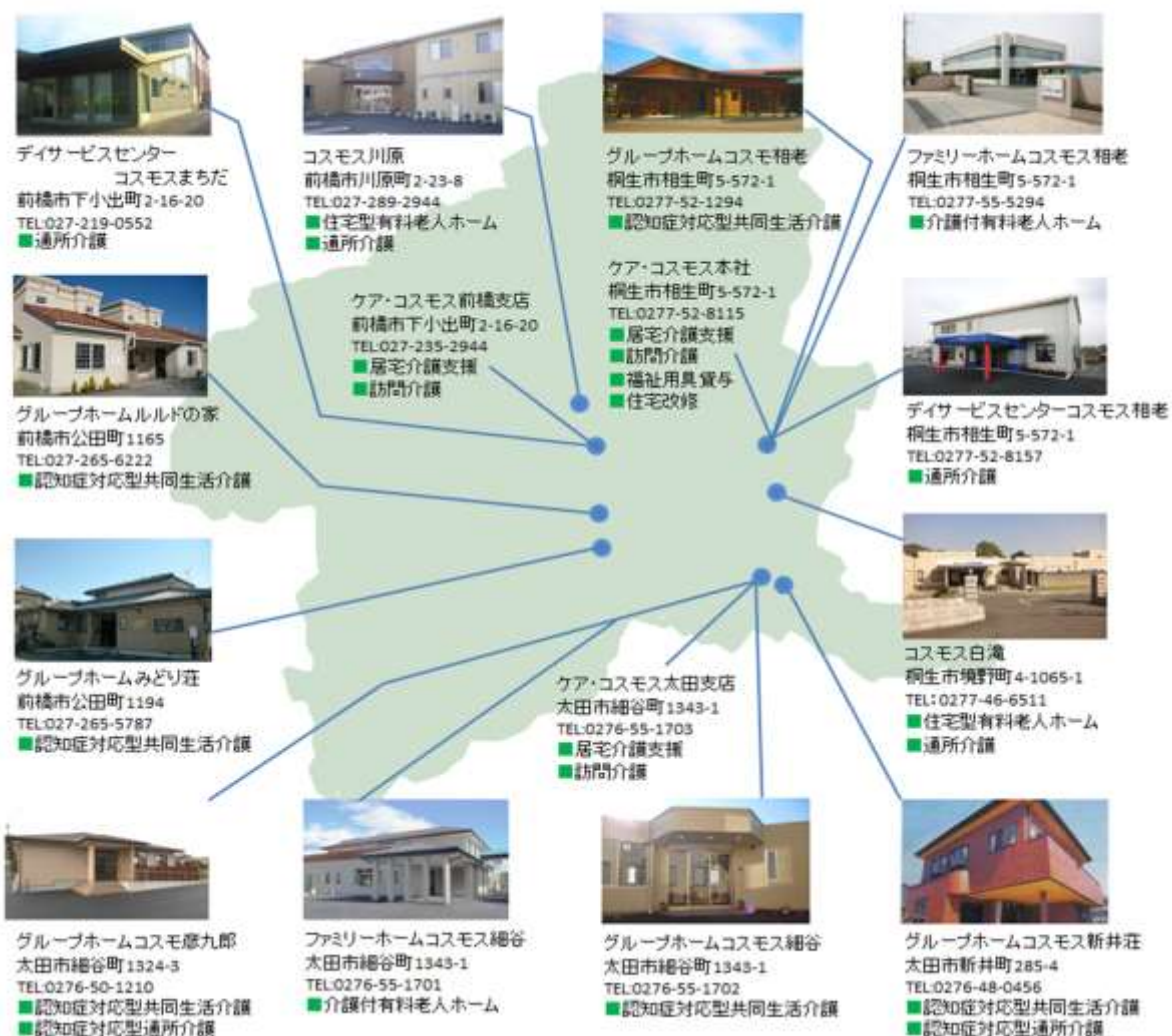 デイサービスセンター
コスモスまちだ
前橋市下小出町2-16-20
TEL:027-219-0552
■通所介護
コスモス川原
前橋市川原町2-23-8
TEL:027-289-2944
■住宅型有料老人ホーム
■通所介護
グループホームコスモ相老
桐生市相生町5-572-1
TEL:0277-52-1294
■認知症対応型共同生活介護
ファミリーホームコスモス相老
桐生市相生町5-572-1
TEL:0277-55-5294
■介護付有料老人ホーム
ケア・コスモス前橋支店
前橋市下小出町2-16-20
TEL:027-235-2944
■居宅介護支援
■訪問介護
ケア・コスモス本社
桐生市相生町5-572-1
TEL:0277-52-8115
■居宅介護支援
■訪問介護
■福祉用具貸与
■住宅改修
グループホームルルドの家
前橋市公田町1165
TEL:027-265-6222
■認知症対応型共同生活介護
デイサービスセンターコスモス相老
桐生市相生町5-572-1
TEL:0277-52-8157
■通所介護
グループホームみどり荘
前橋市公田町1194
TEL:027-265-5787
■認知症対応型共同生活介護
ケア・コスモス太田支店
太田市細谷町1343-1
TEL:0276-55-1703
■居宅介護支援
■訪問介護
コスモス白滝
桐生市境野町4-1065-1
TEL:0277-46-6511
■住宅型有料老人ホーム
■通所介護
グループホームコスモ彦九郎
太田市細谷町1324-3
TEL:0276-50-1210
■認知症対応型共同生活介護
■認知症対応型通所介護
ファミリーホームコスモス細谷
太田市細谷町1343-1
TEL:0276-55-1701
■介護付有料老人ホーム
グループホームコスモス細谷
太田市細谷町1343-1
TEL:0276-55-1702
■認知症対応型共同生活介護
グループホームコスモス新井荘
太田市新井町285-4
TEL:0276-48-0456
■認知症対応型共同生活介護
■認知症対応型通所介護